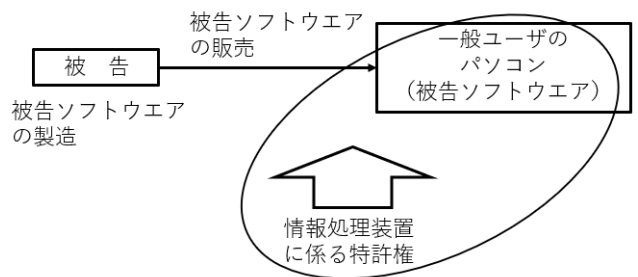 被告ソフトウエア
の販売
一般ユーザの
パソコン
（被告ソフトウエア）
被　告
被告ソフトウエア
の製造
情報処理装置
に係る特許権